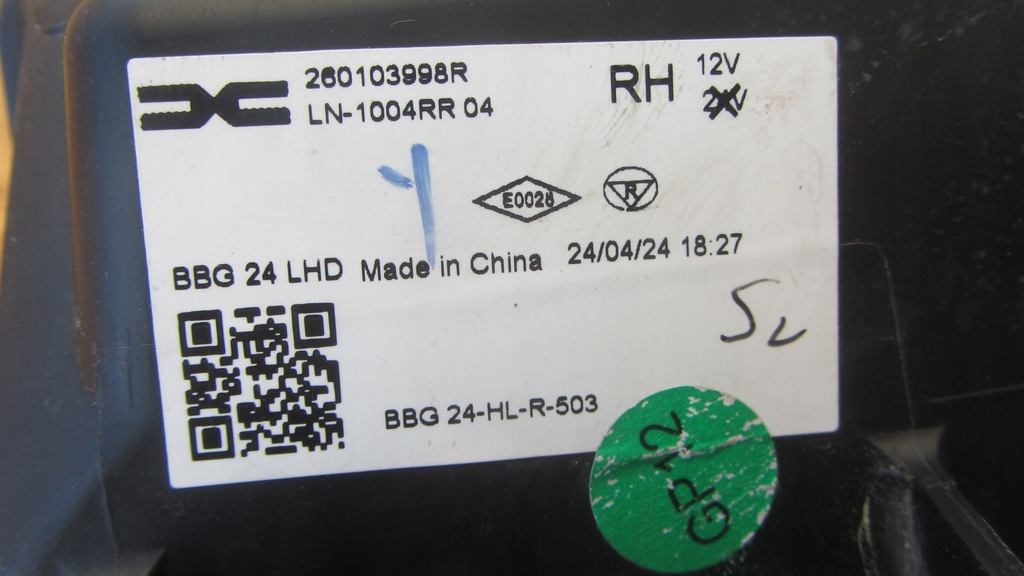 260103998R
LN-1004RR 04
RH
12V
E0028
R
BBG 24 LHD Made in China 24/04/24 18:27
BBG 24-HL-R-503
GP12